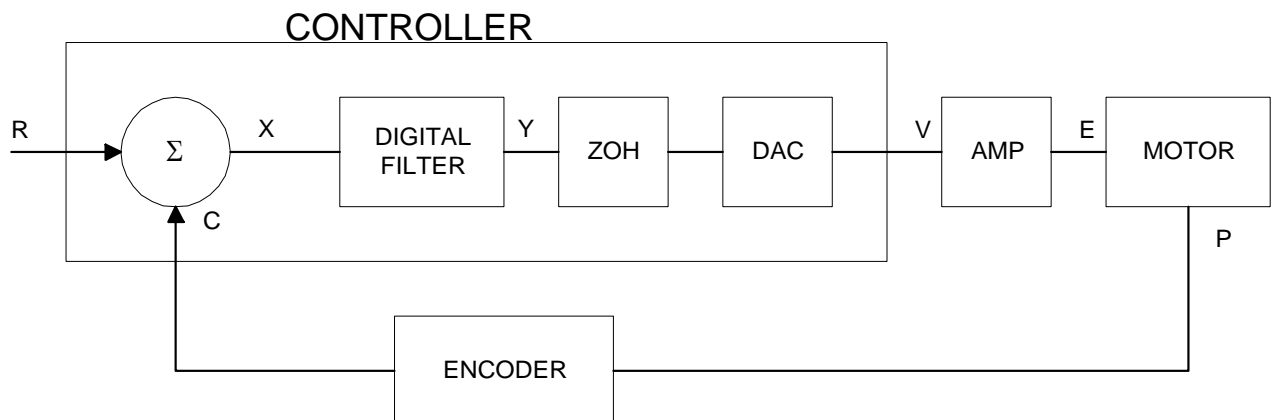 CONTROLLER
R
Σ
X
DIGITAL
FILTER
Y
ZOH
DAC
V
AMP
E
MOTOR
C
P
ENCODER